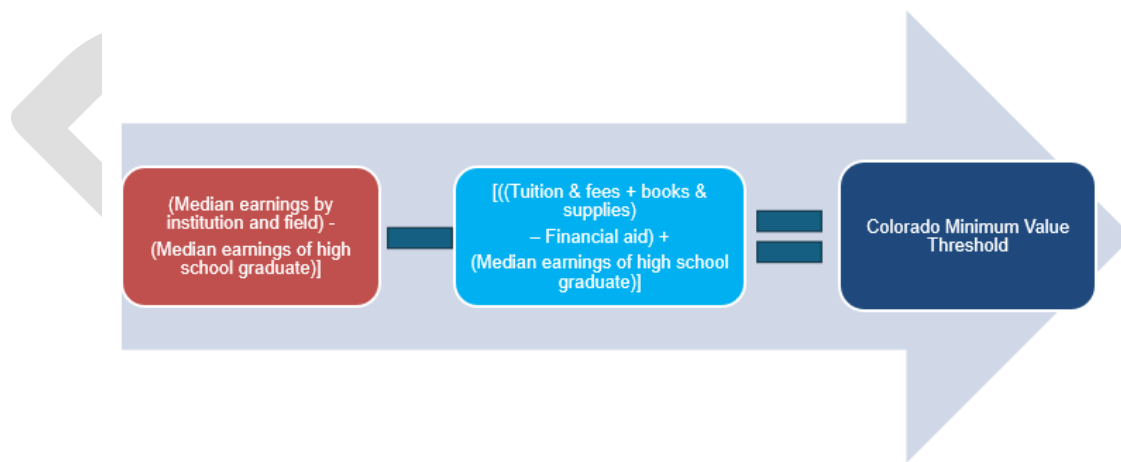 (Median earnings by
institution and field) -
(Median earnings of high
school graduate)]
[((Tuition & fees + books &
supplies)
– Financial aid) +
(Median earnings of high school
graduate)]
Colorado Minimum Value
Threshold